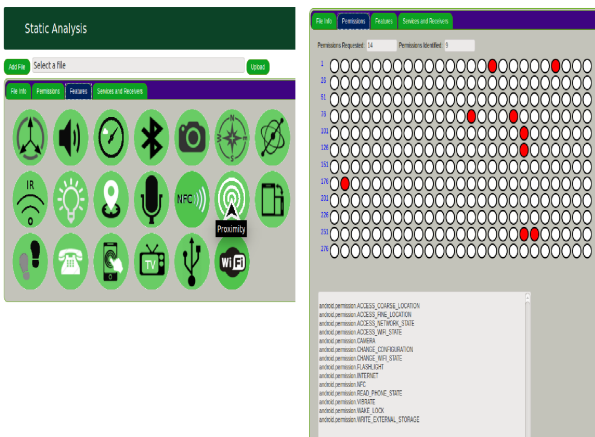 Static Analysis
Add File Select a file Upload
File Info Permissions Features Services and Receivers
N
W E
S
IR
NFC
Proximity
TV
WiFi
File Info Permissions Features Services and Receivers
Permissions Requested: 14 Permissions Identified: 9
1
26
51
76
101
126
151
176
201
226
251
276
android.permission.ACCESS_COARSE_LOCATION
android.permission.ACCESS_FINE_LOCATION
android.permission.ACCESS_NETWORK_STATE
android.permission.ACCESS_WIFI_STATE
android.permission.CAMERA
android.permission.CHANGE_CONFIGURATION
android.permission.CHANGE_WIFI_STATE
android.permission.FLASHLIGHT
android.permission.INTERNET
android.permission.NFC
android.permission.READ_PHONE_STATE
android.permission.VIBRATE
android.permission.WAKE_LOCK
android.permission.WRITE_EXTERNAL_STORAGE